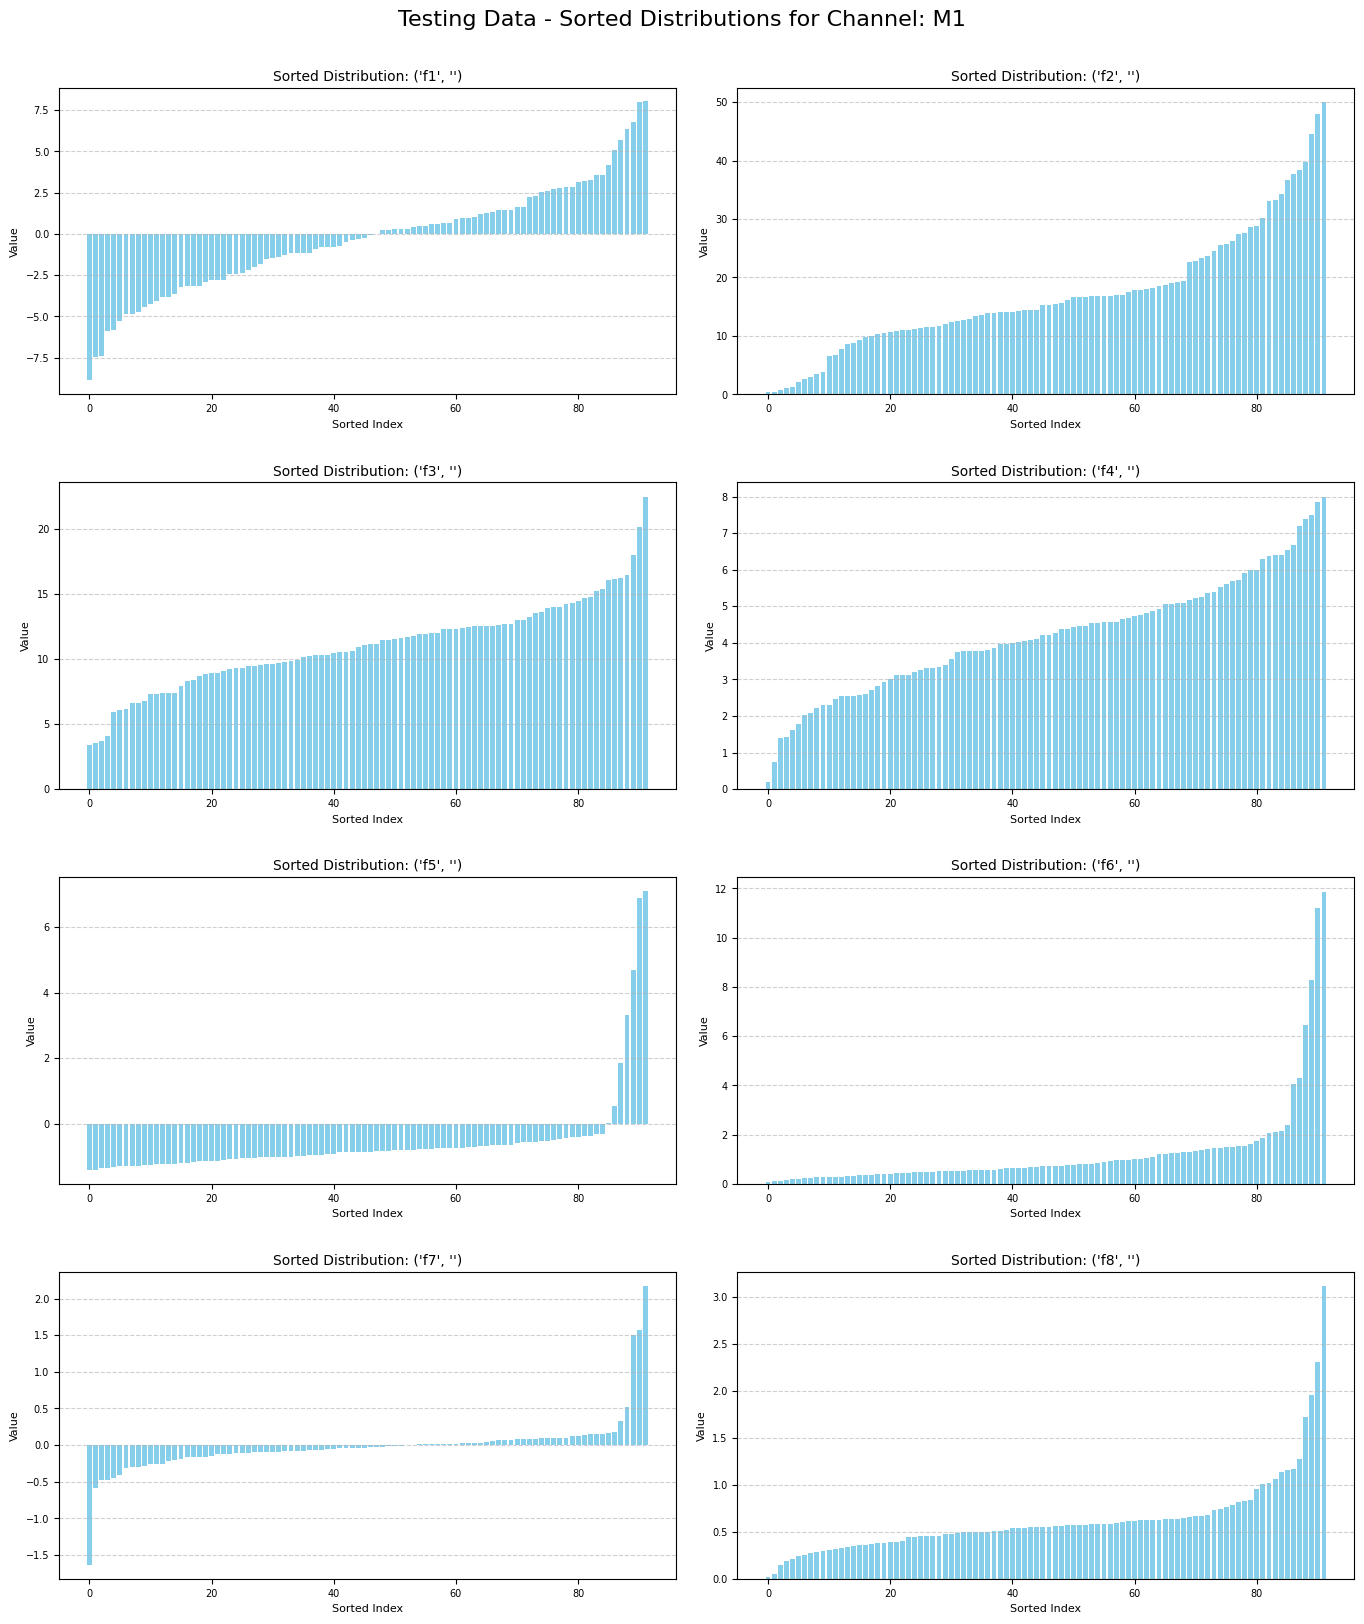 Testing Data - Sorted Distributions for Channel: M1
Sorted Distribution: ('f1', '')
7.5
5.0
2.5
0.0
−2.5
−5.0
−7.5
Value
0 20 40 60 80
Sorted Index
Sorted Distribution: ('f2', '')
50
40
30
20
10
0
Value
0 20 40 60 80
Sorted Index
Sorted Distribution: ('f3', '')
20
15
10
5
0
Value
0 20 40 60 80
Sorted Index
Sorted Distribution: ('f4', '')
8
7
6
5
4
3
2
1
0
Value
0 20 40 60 80
Sorted Index
Sorted Distribution: ('f5', '')
6
4
2
0
Value
0 20 40 60 80
Sorted Index
Sorted Distribution: ('f6', '')
12
10
8
6
4
2
0
Value
0 20 40 60 80
Sorted Index
Sorted Distribution: ('f7', '')
2.0
1.5
1.0
0.5
0.0
−0.5
−1.0
−1.5
Value
0 20 40 60 80
Sorted Index
Sorted Distribution: ('f8', '')
3.0
2.5
2.0
1.5
1.0
0.5
0.0
Value
0 20 40 60 80
Sorted Index